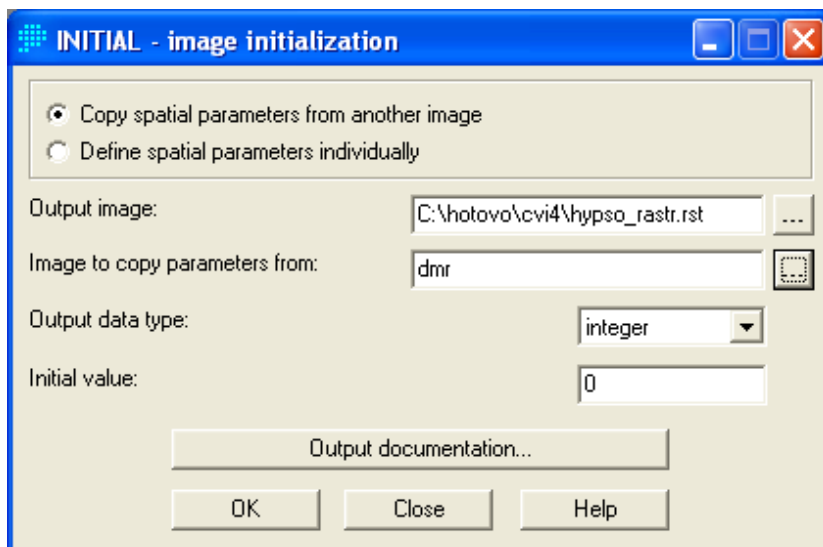 INITIAL - image initialization
Copy spatial parameters from another image
Define spatial parameters individually
Output image: C:\hotovo\cvi4\hypso_rastr.rst ...
Image to copy parameters from: dmr ...
Output data type: integer
Initial value: 0
Output documentation...
OK Close Help